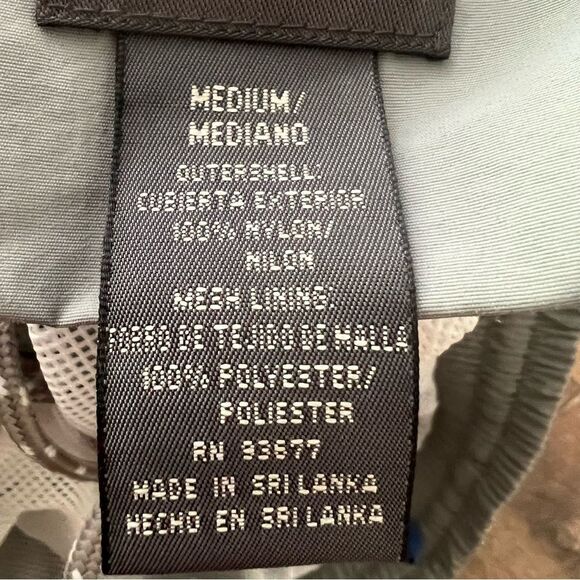 MEDIUM/
MEDIANO
OUTERSHELL:
CUBIERTA EXTERIOR
100% NYLON/
NILON
MESH LINING:
FORRO DE TEJIDO DE MALLA
100% POLYESTER/
POLIESTER
RN 93677
MADE IN SRI LANKA
HECHO EN SRI LANKA